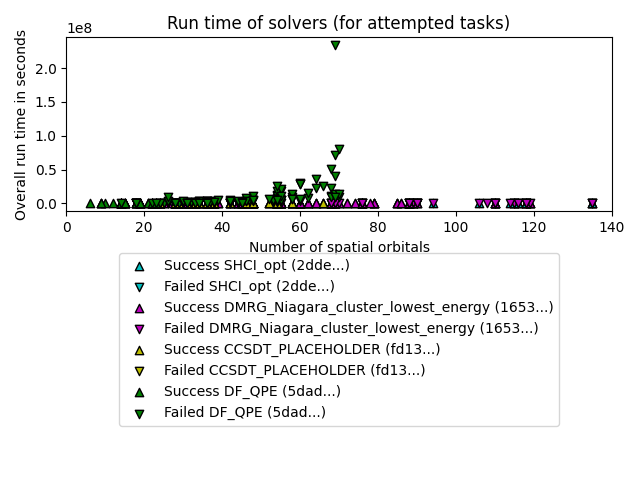 Run time of solvers (for attempted tasks)
1e8
Overall run time in seconds
2.0
1.5
1.0
0.5
0.0
0 20 40 60 80 100 120 140
Number of spatial orbitals
Success SHCI_opt (2dde...)
Failed SHCI_opt (2dde...)
Success DMRG_Niagara_cluster_lowest_energy (1653...)
Failed DMRG_Niagara_cluster_lowest_energy (1653...)
Success CCSDT_PLACEHOLDER (fd13...)
Failed CCSDT_PLACEHOLDER (fd13...)
Success DF_QPE (5dad...)
Failed DF_QPE (5dad...)